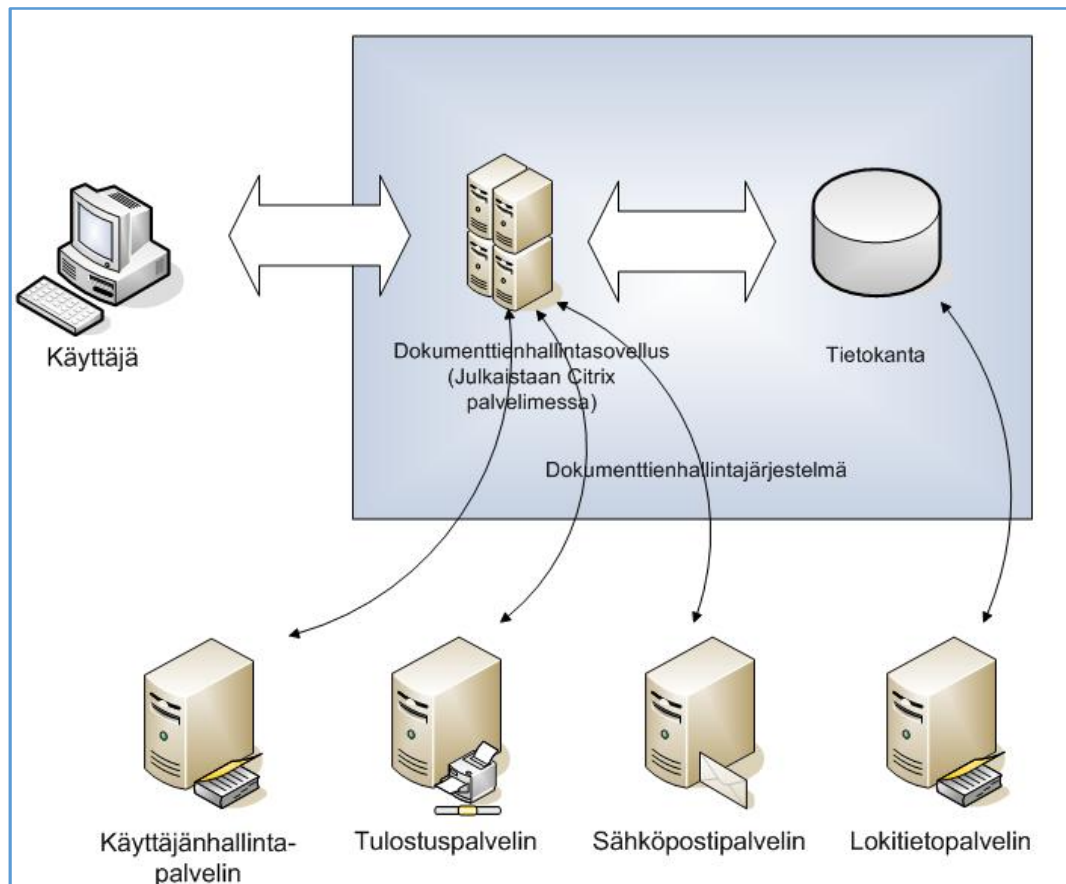 Käyttäjä
Dokumenttienhallintasovellus
(Julkaistaan Citrix
palvelimessa)
Tietokanta
Dokumenttienhallintajärjestelmä
Käyttäjänhallinta-
palvelin
Tulostuspalvelin
Sähköpostipalvelin
Lokitietopalvelin